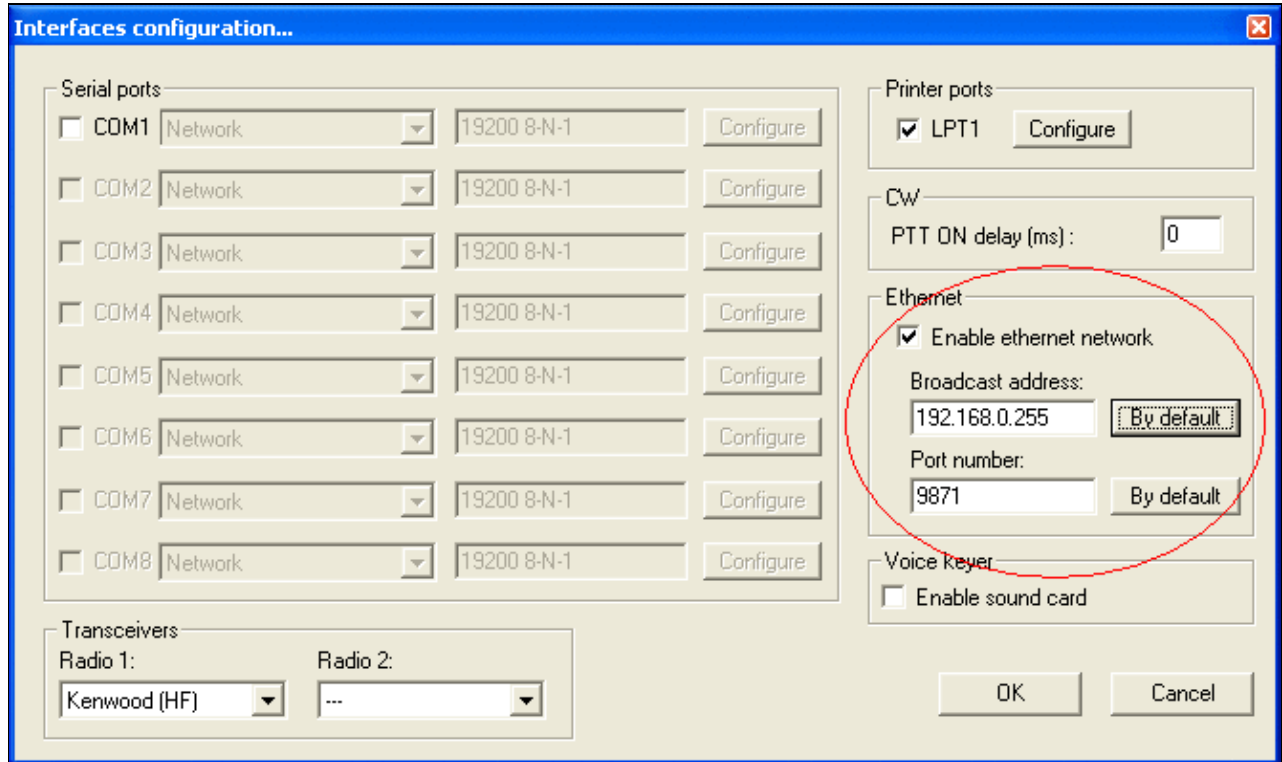 Interfaces configuration...
Serial ports
COM1 Network 19200 8-N-1 Configure
COM2 Network 19200 8-N-1 Configure
COM3 Network 19200 8-N-1 Configure
COM4 Network 19200 8-N-1 Configure
COM5 Network 19200 8-N-1 Configure
COM6 Network 19200 8-N-1 Configure
COM7 Network 19200 8-N-1 Configure
COM8 Network 19200 8-N-1 Configure
Transceivers
Radio 1: Radio 2:
Kenwood (HF) ---
Printer ports
LPT1 Configure
CW
PTT ON delay (ms) : 0
Ethernet
Enable ethernet network
Broadcast address:
192.168.0.255 By default
Port number:
9871 By default
Voice keyer
Enable sound card
OK Cancel